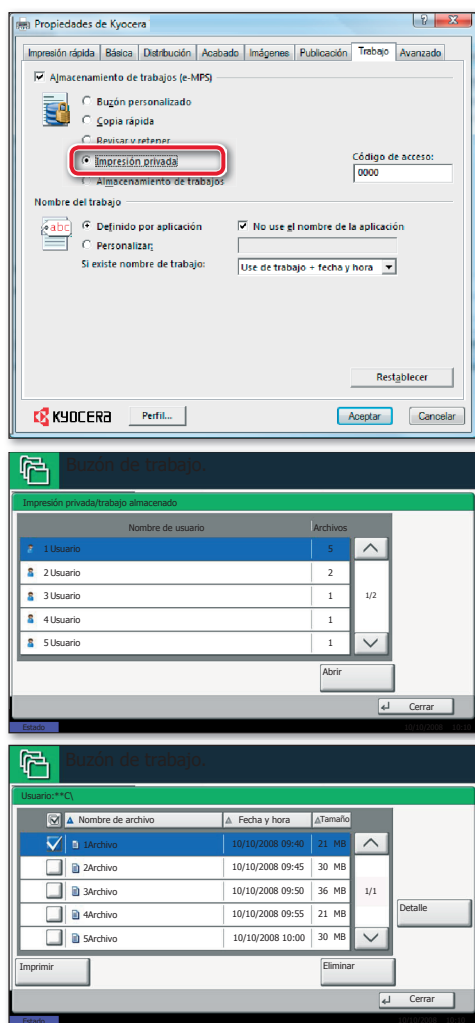 Propiedades de Kyocera
Impresión rápida Básica Distribución Acabado Imágenes Publicación Trabajo Avanzado
Almacenamiento de trabajos (e-MPS)
Buzón personalizado
Copia rápida
Revisar y retener
Impresión privada
Código de acceso:
Almacenamiento de trabajos
0000
Nombre del trabajo
abc Definido por aplicación No use el nombre de la aplicación
Personalizar:
Si existe nombre de trabajo: Use de trabajo + fecha y hora
Restablecer
KYOCERA Perfil... Aceptar Cancelar
Buzón de trabajo.
Impresión privada/trabajo almacenado
Nombre de usuario Archivos
1 Usuario 5
2 Usuario 2
3 Usuario 1 1/2
4 Usuario 1
5 Usuario 1
Abrir
Cerrar
Estado 10/10/2008 10:10
Buzón de trabajo.
Usuario:**C\
Nombre de archivo Fecha y hora Tamaño
1Archivo 10/10/2008 09:40 21 MB
2Archivo 10/10/2008 09:45 30 MB
3Archivo 10/10/2008 09:50 36 MB 1/1
4Archivo 10/10/2008 09:55 21 MB Detalle
5Archivo 10/10/2008 10:00 30 MB
Imprimir Eliminar
Cerrar
Estado 10/10/2008 10:10